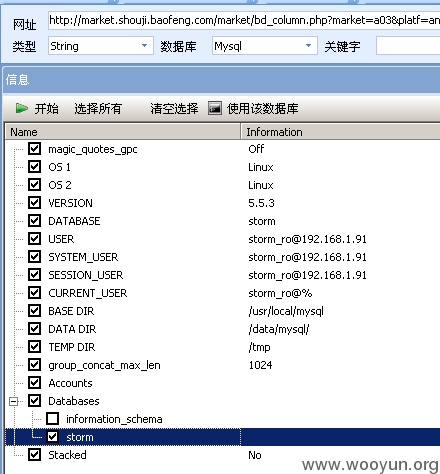 网址 http://market.shouji.baofeng.com/market/bd_column.php?market=a03&platf=an
类型 String 数据库 Mysql 关键字
信息
开始 选择所有 清空选择 使用该数据库
Name Information
magic_quotes_gpc Off
OS 1 Linux
OS 2 Linux
VERSION 5.5.3
DATABASE storm
USER storm_ro@192.168.1.91
SYSTEM_USER storm_ro@192.168.1.91
SESSION_USER storm_ro@192.168.1.91
CURRENT_USER storm_ro@%
BASE DIR /usr/local/mysql
DATA DIR /data/mysql/
TEMP DIR /tmp
group_concat_max_len 1024
Accounts
Databases
information_schema
storm
Stacked No
www.wooyun.org